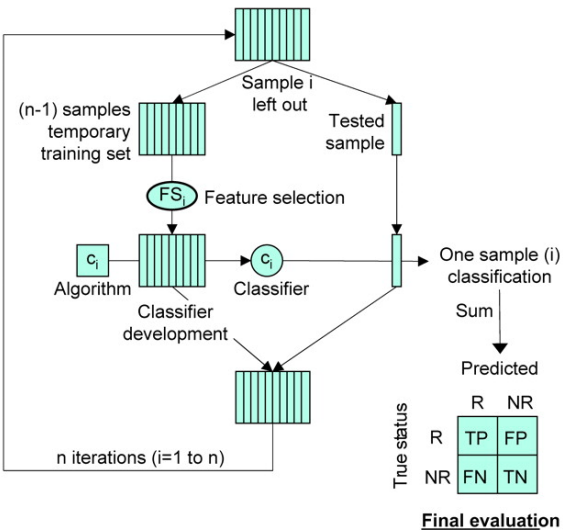 Sample i
left out
(n-1) samples
temporary
training set
Tested
sample
FSi
Feature selection
ci
Algorithm
ci
Classifier
One sample (i)
classification
Classifier
development
Sum
Predicted
R NR
True status
R TP FP
NR FN TN
n iterations (i=1 to n)
Final evaluation